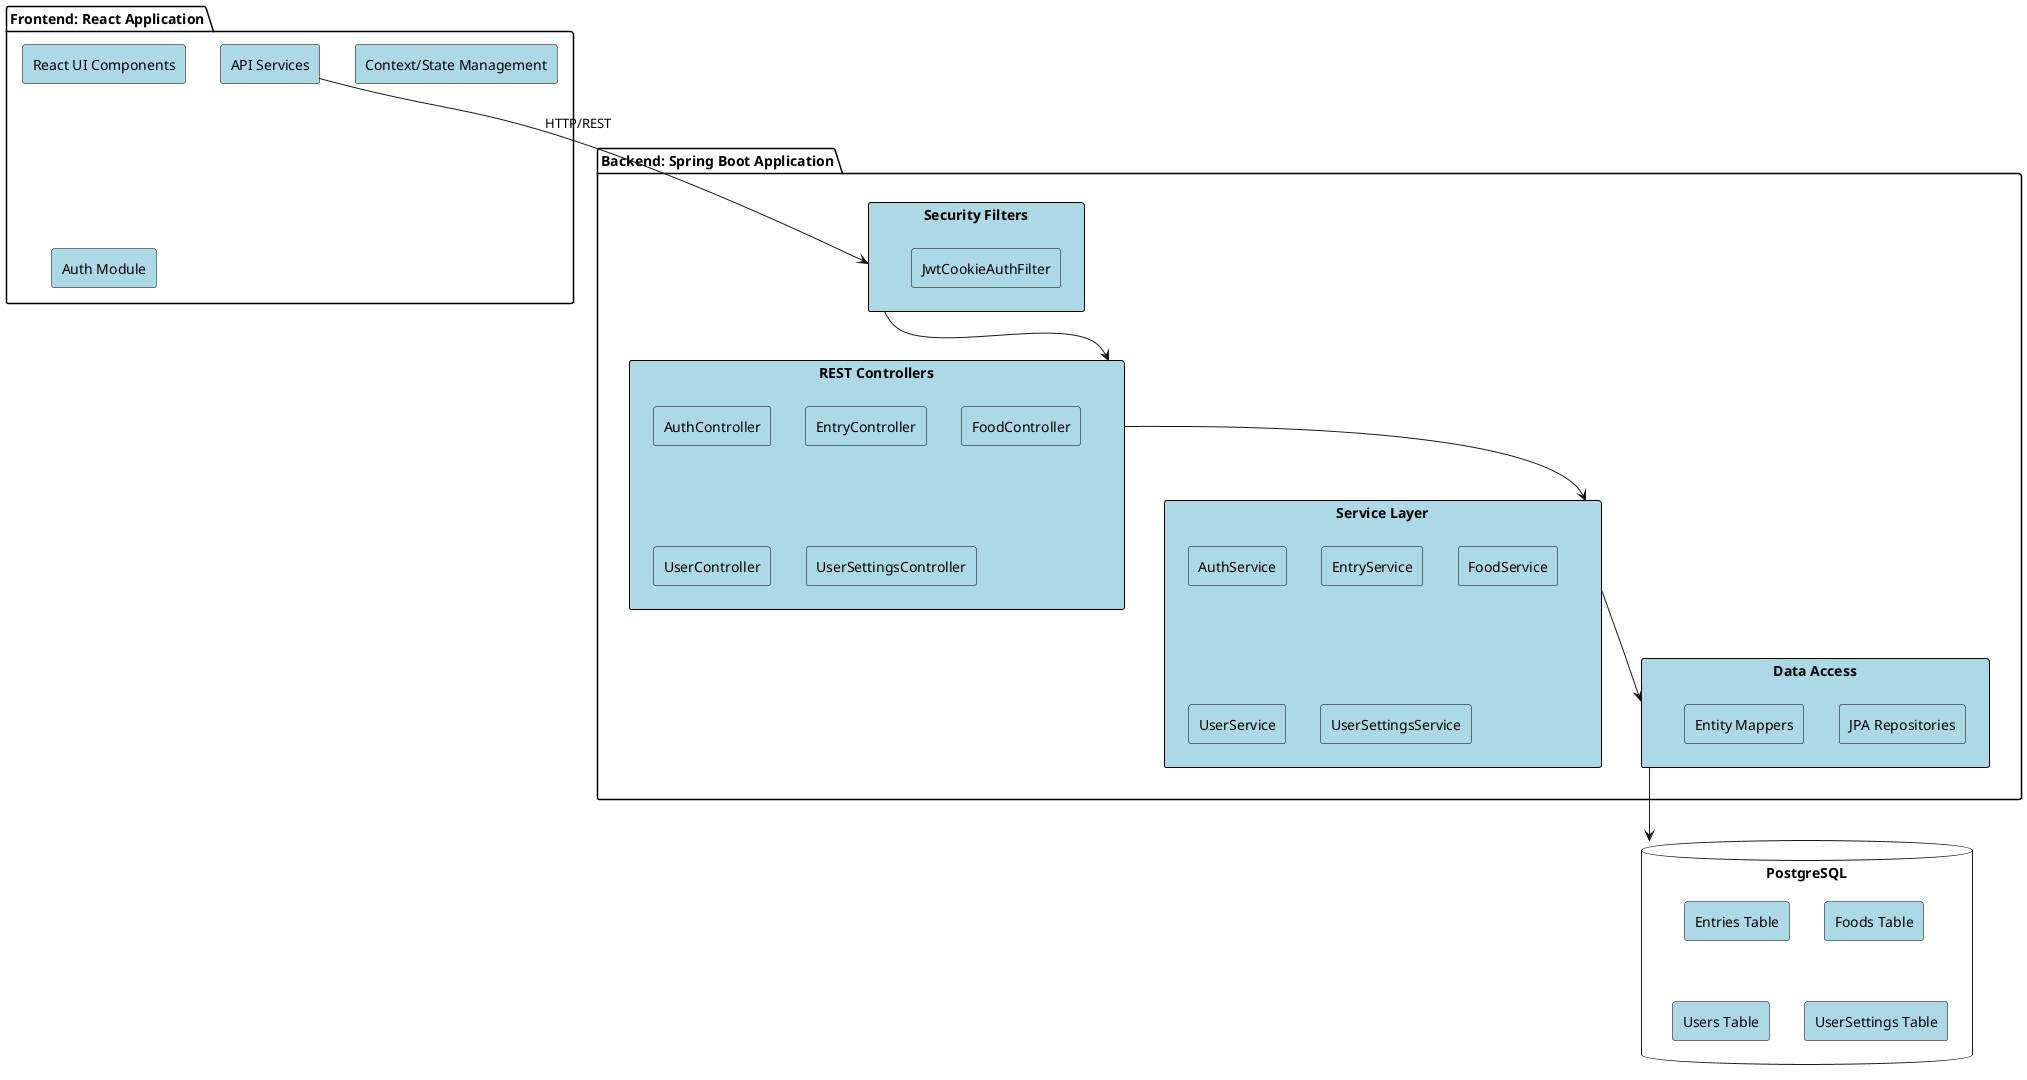 Frontend: React Application
React UI Components
API Services
Context/State Management
HTTP/REST
Auth Module
Backend: Spring Boot Application
Security Filters
JwtCookieAuthFilter
REST Controllers
AuthController
EntryController
FoodController
UserController
UserSettingsController
Service Layer
AuthService
EntryService
FoodService
UserService
UserSettingsService
Data Access
Entity Mappers
JPA Repositories
PostgreSQL
Entries Table
Foods Table
Users Table
UserSettings Table